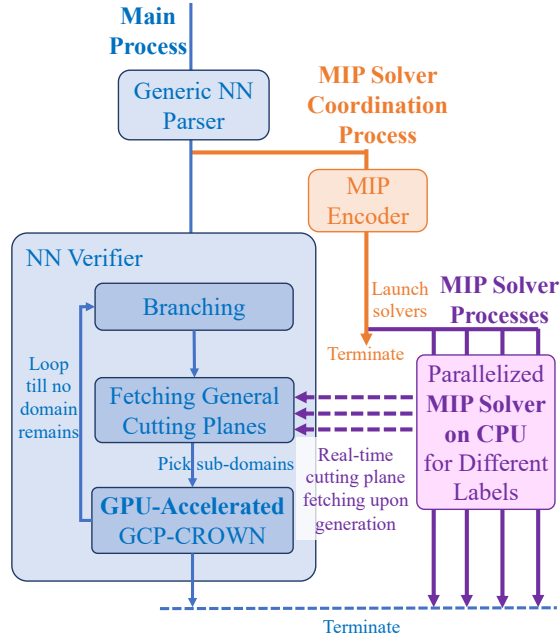 Main
Process
Generic NN
Parser
MIP Solver
Coordination
Process
MIP
Encoder
NN Verifier
Branching
Launch
solvers
MIP Solver
Processes
Terminate
Loop
till no
domain
remains
Fetching General
Cutting Planes
Parallelized
MIP Solver
on CPU
for Different
Labels
Pick sub-domains
Real-time
cutting plane
fetching upon
generation
GPU-Accelerated
GCP-CROWN
Terminate